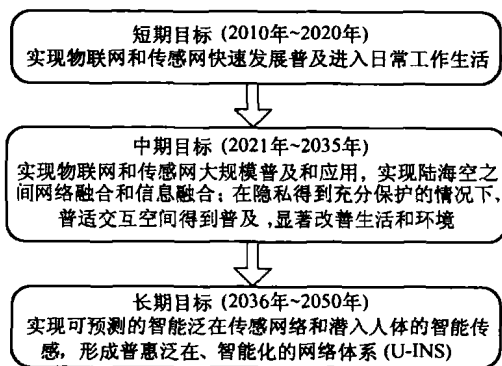 短期目标 (2010年~2020年)
实现物联网和传感网快速发展普及进入日常工作生活
中期目标 (2021年~2035年)
实现物联网和传感网大规模普及和应用，实现陆海空之
间网络融合和信息融合；在隐私得到充分保护的情况下，
普适交互空间得到普及，显著改善生活和环境
长期目标 (2036年~2050年)
实现可预测的智能泛在传感网络和潜入人体的智能传
感，形成普惠泛在、智能化的网络体系 (U-INS)